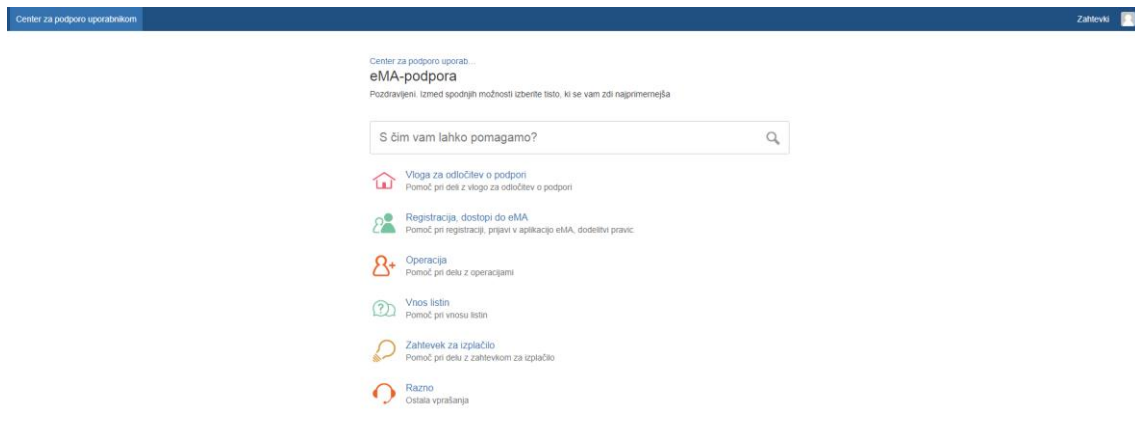 Center za podporo uporabnikom
Zahtevki
Center za podporo uporab...
eMA-podpora
Pozdravljeni. Izmed spodnjih možnosti izberite tisto, ki se vam zdi najprimernejša
S čim vam lahko pomagamo?
Vloga za odločitev o podpori
Pomoč pri deli z vlogo za odločitev o podpori
Registracija, dostopi do eMA
Pomoč pri registraciji, prijavi v aplikacijo eMA, dodelitvi pravic.
Operacija
Pomoč pri delu z operacijami
Vnos listin
Pomoč pri vnosu listin
Zahtevek za izplačilo
Pomoč pri delu z zahtevkom za izplačilo
Razno
Ostala vprašanja